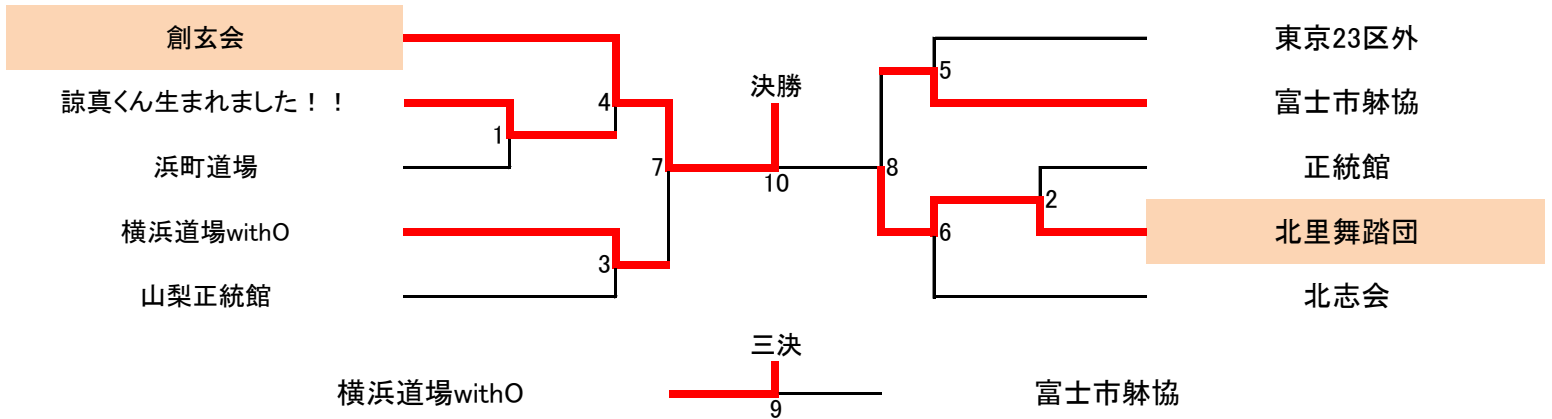 創玄会
諒真くん生まれました！！
浜町道場
横浜道場withO
山梨正統館
1
4
3
7
決勝
10
5
8
2
6
東京23区外
富士市躰協
正統館
北里舞踏団
北志会
三決
横浜道場withO
9
富士市躰協